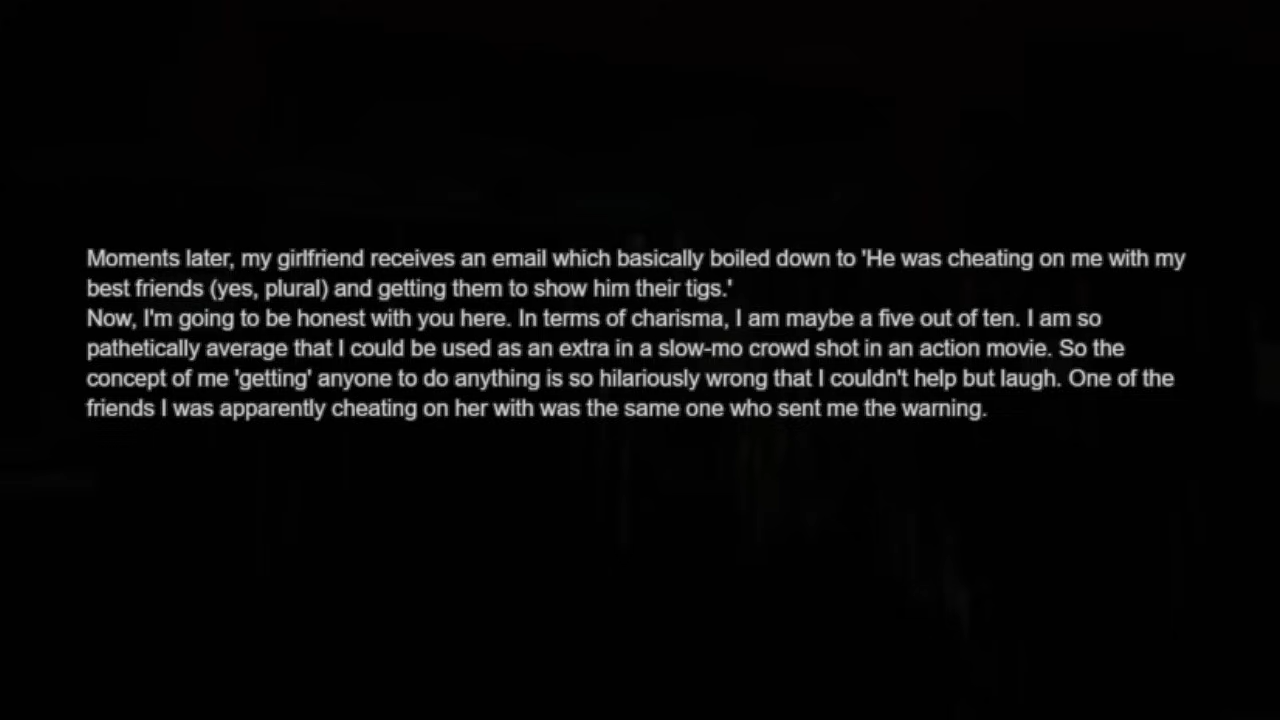 Moments later, my girlfriend receives an email which basically boiled down to 'He was cheating on me with my
best friends (yes, plural) and getting them to show him their tigs.'
Now, I'm going to be honest with you here. In terms of charisma, I am maybe a five out of ten. I am so
pathetically average that I could be used as an extra in a slow-mo crowd shot in an action movie. So the
concept of me 'getting' anyone to do anything is so hilariously wrong that I couldn't help but laugh. One of the
friends I was apparently cheating on her with was the same one who sent me the warning.